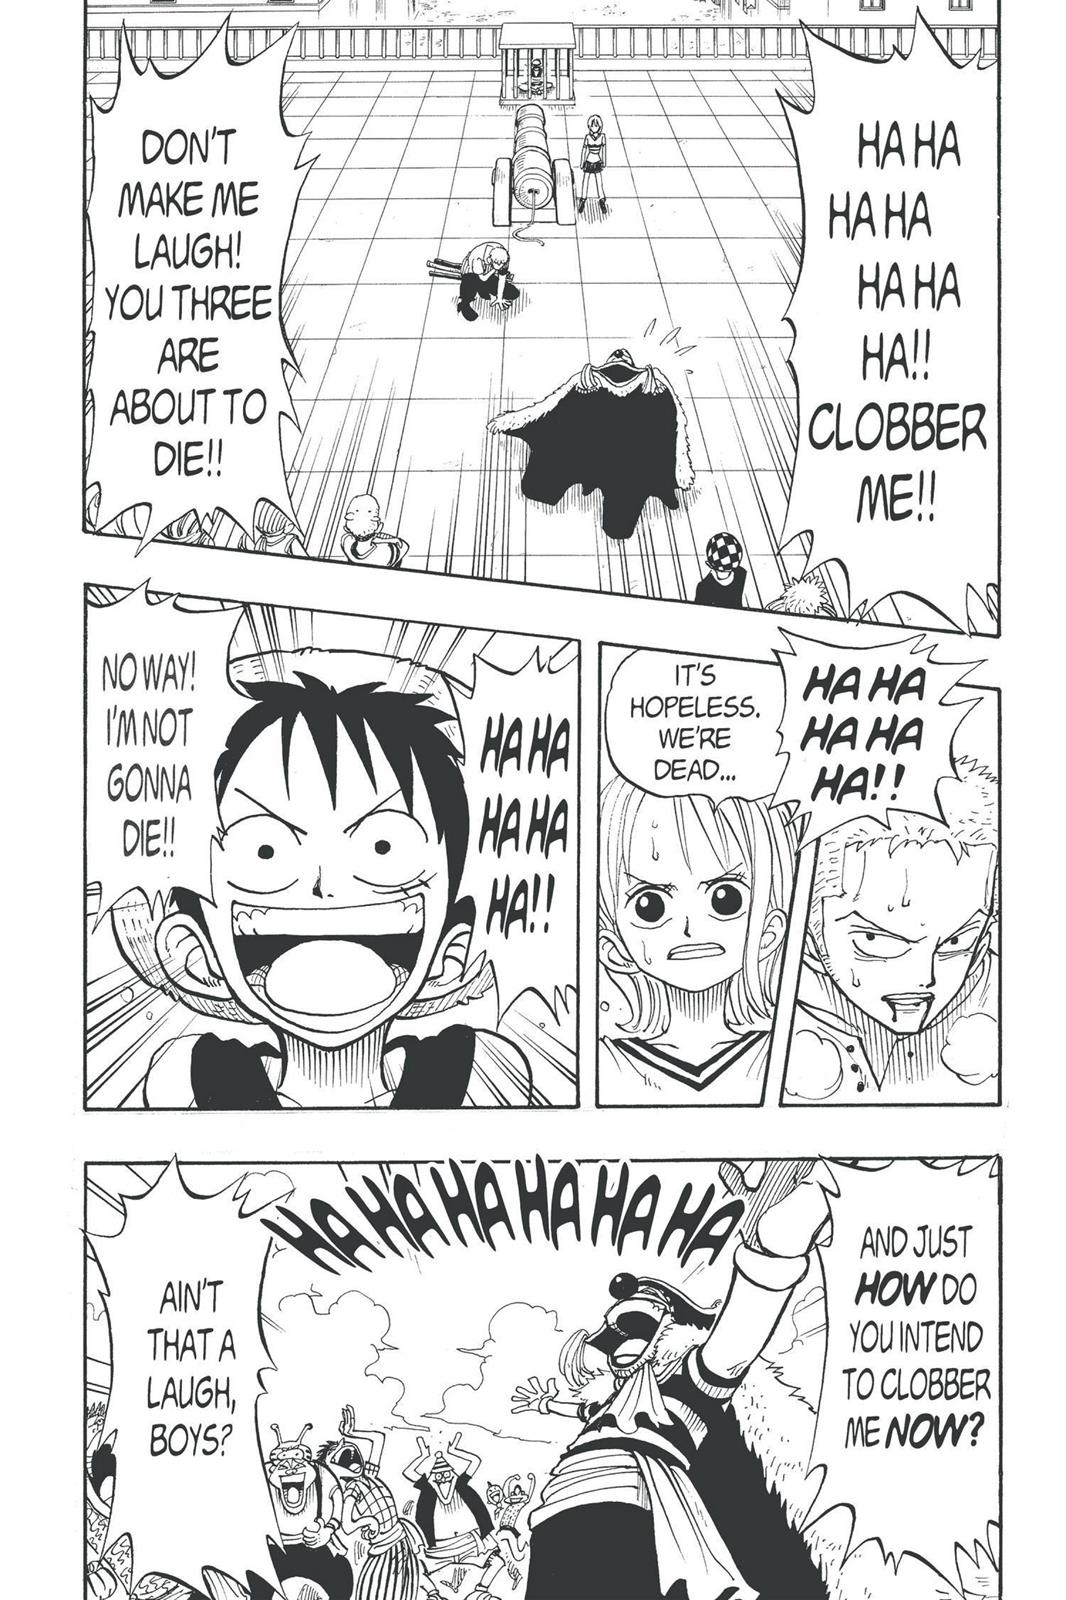 HA HA
HA HA
HA HA
HA!!
CLOBBER
ME!!
DON'T
MAKE ME
LAUGH!
YOU THREE
ARE
ABOUT TO
DIE!!
HA HA
HA HA
HA!!
IT'S
HOPELESS.
WE'RE
DEAD...
HA HA
HA HA
HA!!
NO WAY!
I'M NOT
GONNA
DIE!!
AND JUST
HOW DO
YOU INTEND
TO CLOBBER
ME NOW?
HA HA HA HA HA HA
AIN'T
THAT A
LAUGH,
BOYS?